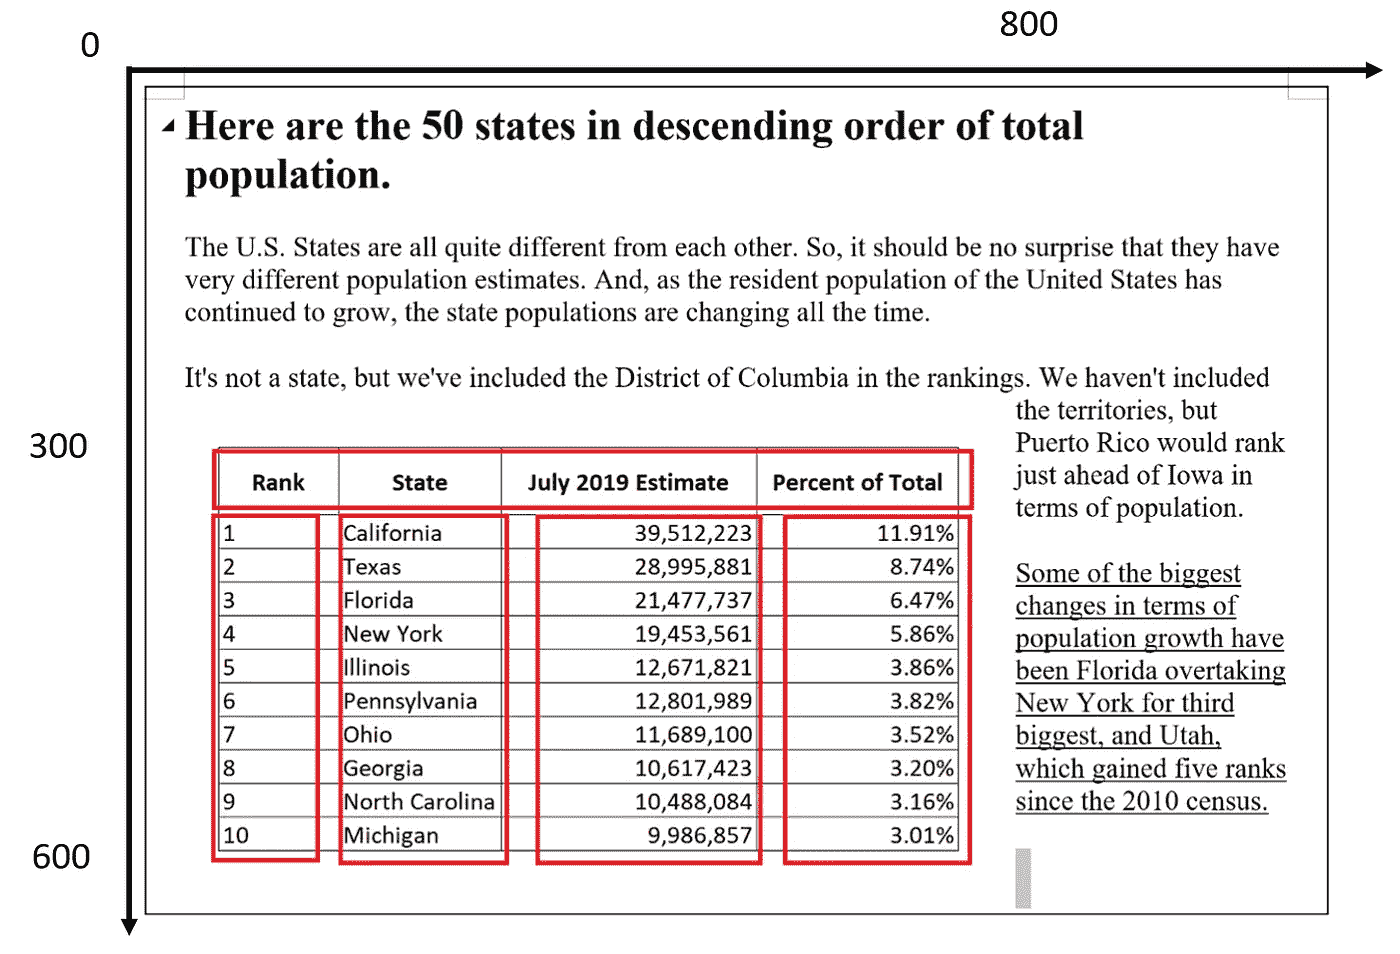 0
800
300
600
Here are the 50 states in descending order of total
population.
The U.S. States are all quite different from each other. So, it should be no surprise that they have
very different population estimates. And, as the resident population of the United States has
continued to grow, the state populations are changing all the time.
It's not a state, but we've included the District of Columbia in the rankings. We haven't included
the territories, but
Puerto Rico would rank
just ahead of Iowa in
terms of population.
Some of the biggest
changes in terms of
population growth have
been Florida overtaking
New York for third
biggest, and Utah,
which gained five ranks
since the 2010 census.
Rank State July 2019 Estimate Percent of Total
1 California 39,512,223 11.91%
2 Texas 28,995,881 8.74%
3 Florida 21,477,737 6.47%
4 New York 19,453,561 5.86%
5 Illinois 12,671,821 3.86%
6 Pennsylvania 12,801,989 3.82%
7 Ohio 11,689,100 3.52%
8 Georgia 10,617,423 3.20%
9 North Carolina 10,488,084 3.16%
10 Michigan 9,986,857 3.01%